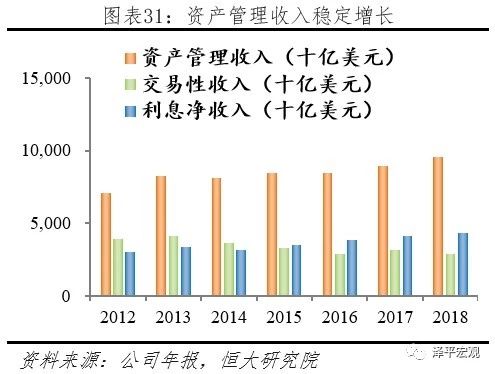 图表31：资产管理收入稳定增长
资产管理收入（十亿美元）
交易性收入（十亿美元）
利息净收入（十亿美元）
15,000
10,000
5,000
0
2012 2013 2014 2015 2016 2017 2018
资料来源：公司年报，恒大研究院
泽平宏观